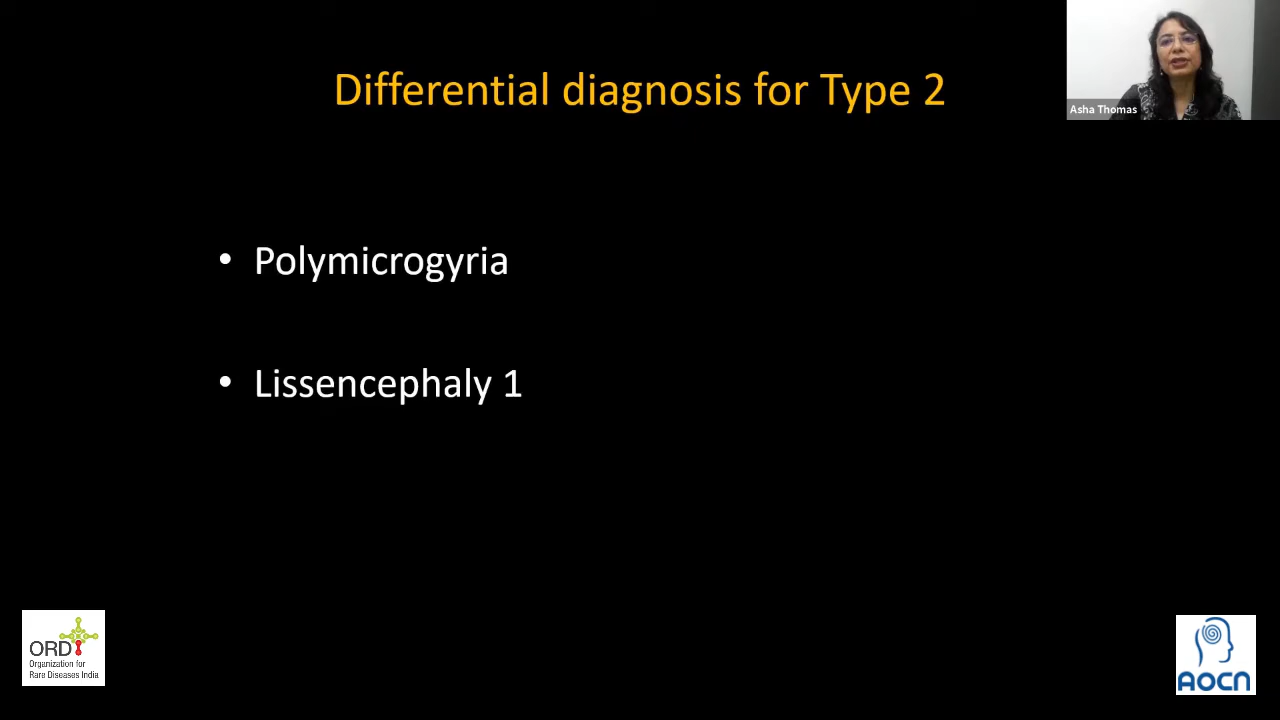 Differential diagnosis for Type 2
Asha Thomas
• Polymicrogyria
• Lissencephaly 1
ORDI
Organization for
Rare Diseases India
AOCN